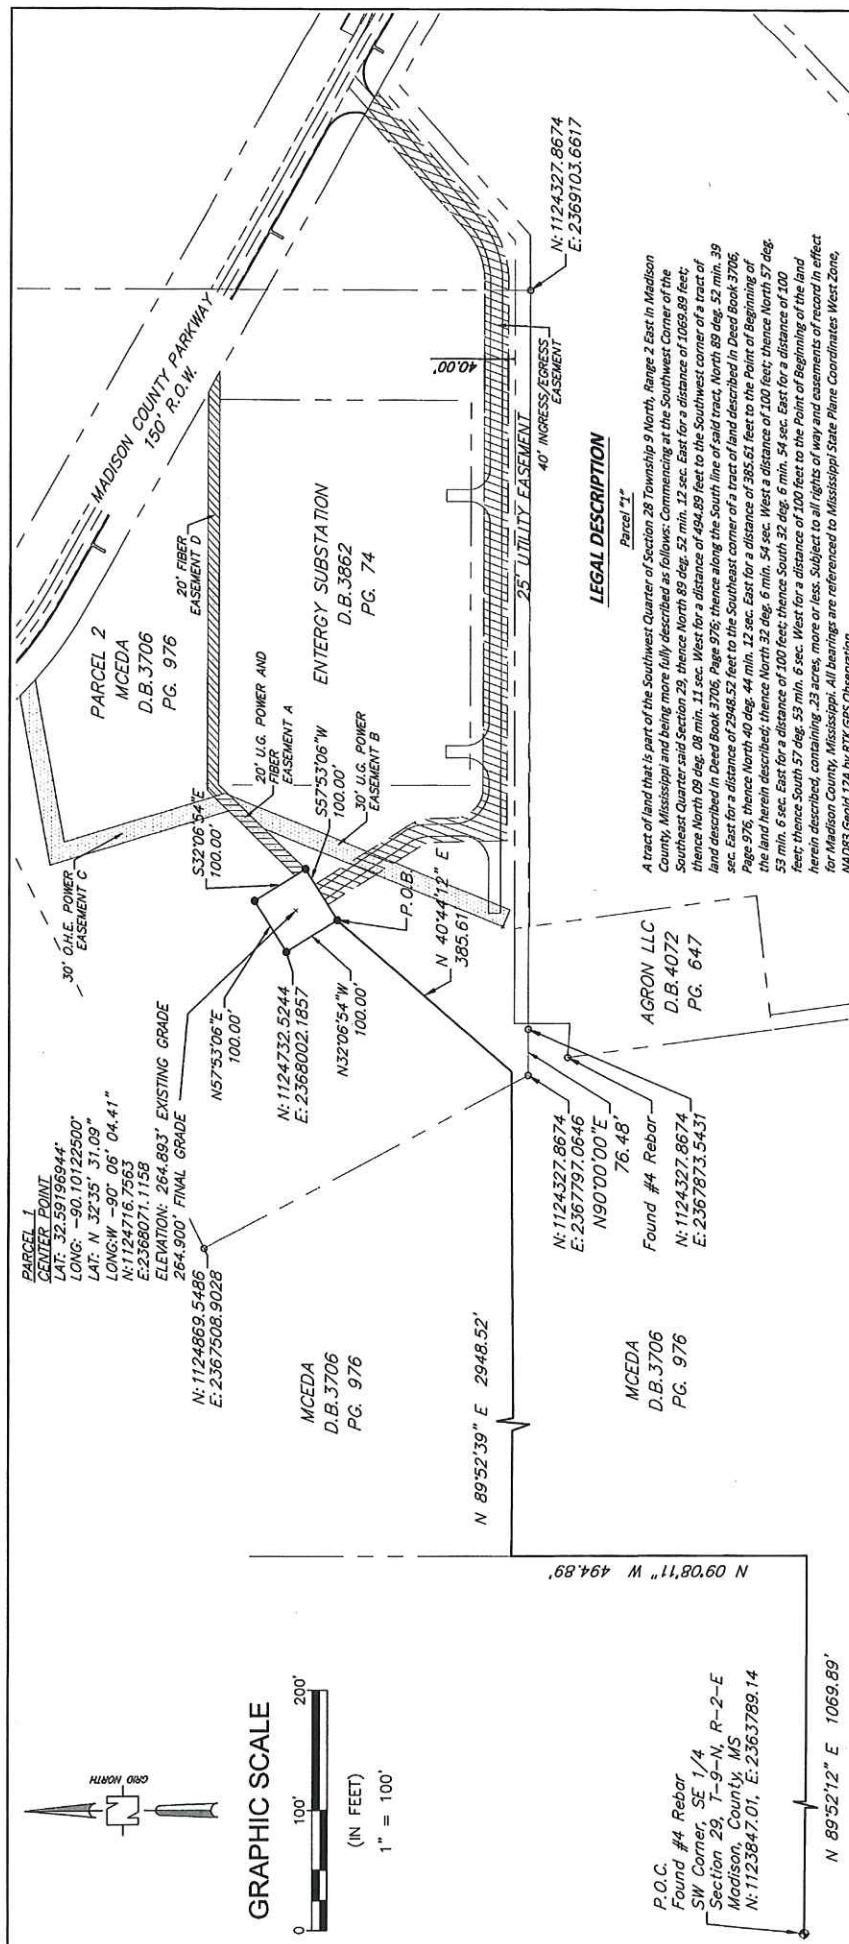 PARCEL 1
CENTER POINT
LAT: 32.59196944°
LONG: -90.10122500°
LAT: N 32°35' 31.09"
LONG:W -90° 06' 04.41"
N:1124716.7563
E:2368071.1158
ELEVATION: 264.893' EXISTING GRADE
264.900' FINAL GRADE
N:1124869.5486
E:2367508.9028
MCEDA
D.B.3706
PG. 976
N57°53'06"E
100.00'
N:1124732.5244
E:2368002.1857
N32°06'54"W
100.00'
30' O.H.E. POWER
EASEMENT C
S32°06'54"E
100.00'
PARCEL 2
MCEDA
D.B.3706
PG. 976
20' FIBER
EASEMENT D
MADISON COUNTY PARKWAY
150' R.O.W.
20' U.G. POWER AND
FIBER
EASEMENT A
S57°53'06"W
100.00'
30' U.G. POWER
EASEMENT B
P.O.B.
N 40°44'12" E
385.61'
ENTERGY SUBSTATION
D.B.3862
PG. 74
40.00'
40' INGRESS/EGRESS
EASEMENT
25' UTILITY EASEMENT
N:1124327.8674
E:2369103.6617
N 89°52'39" E 2948.52'
N:1124327.8674
E:2367797.0646
N90°00'00"E
76.48'
Found #4 Rebar
N:1124327.8674
E:2367873.5431
AGRON LLC
D.B.4072
PG. 647
MCEDA
D.B.3706
PG. 976
GRID NORTH
N
GRAPHIC SCALE
0 100' 200'
(IN FEET)
1" = 100'
N 09°08'11" W 494.89'
P.O.C.
Found #4 Rebar
SW Corner, SE 1/4
Section 29, T-9-N, R-2-E
Madison, County, MS
N:1123847.01, E:2363789.14
N 89°52'12" E 1069.89'
LEGAL DESCRIPTION
Parcel "1"
A tract of land that is part of the Southwest Quarter of Section 28 Township 9 North, Range 2 East in Madison
County, Mississippi and being more fully described as follows: Commencing at the Southwest Corner of the
Southeast Quarter said Section 29, thence North 89 deg. 52 min. 12 sec. East for a distance of 1069.89 feet;
thence North 09 deg. 08 min. 11 sec. West for a distance of 494.89 feet to the Southwest corner of a tract of
land described in Deed Book 3706, Page 976; thence along the South line of said tract, North 89 deg. 52 min. 39
sec. East for a distance of 2948.52 feet to the Southeast corner of a tract of land described in Deed Book 3706,
Page 976, thence North 40 deg. 44 min. 12 sec. East for a distance of 385.61 feet to the Point of Beginning of
the land herein described; thence North 32 deg. 6 min. 54 sec. West a distance of 100 feet; thence North 57 deg.
53 min. 6 sec. East for a distance of 100 feet; thence South 32 deg. 6 min. 54 sec. East for a distance of 100
feet; thence South 57 deg. 53 min. 6 sec. West for a distance of 100 feet to the Point of Beginning of the land
herein described, containing .23 acres, more or less. Subject to all rights of way and easements of record in effect
for Madison County, Mississippi. All bearings are referenced to Mississippi State Plane Coordinates West Zone,
NAD83 Geoid 12A by RTK GPS Observation